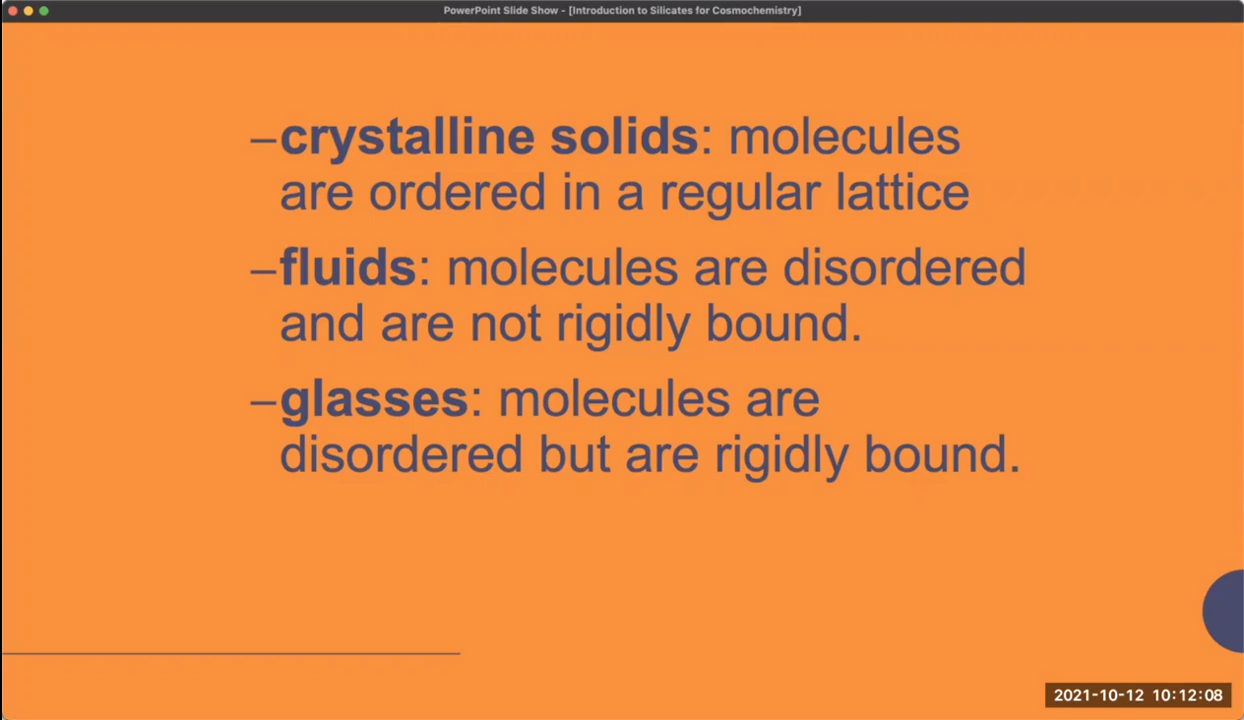 PowerPoint Slide Show - [Introduction to Silicates for Cosmochemistry]
–crystalline solids: molecules
are ordered in a regular lattice
–fluids: molecules are disordered
and are not rigidly bound.
–glasses: molecules are
disordered but are rigidly bound.
2021-10-12 10:12:08